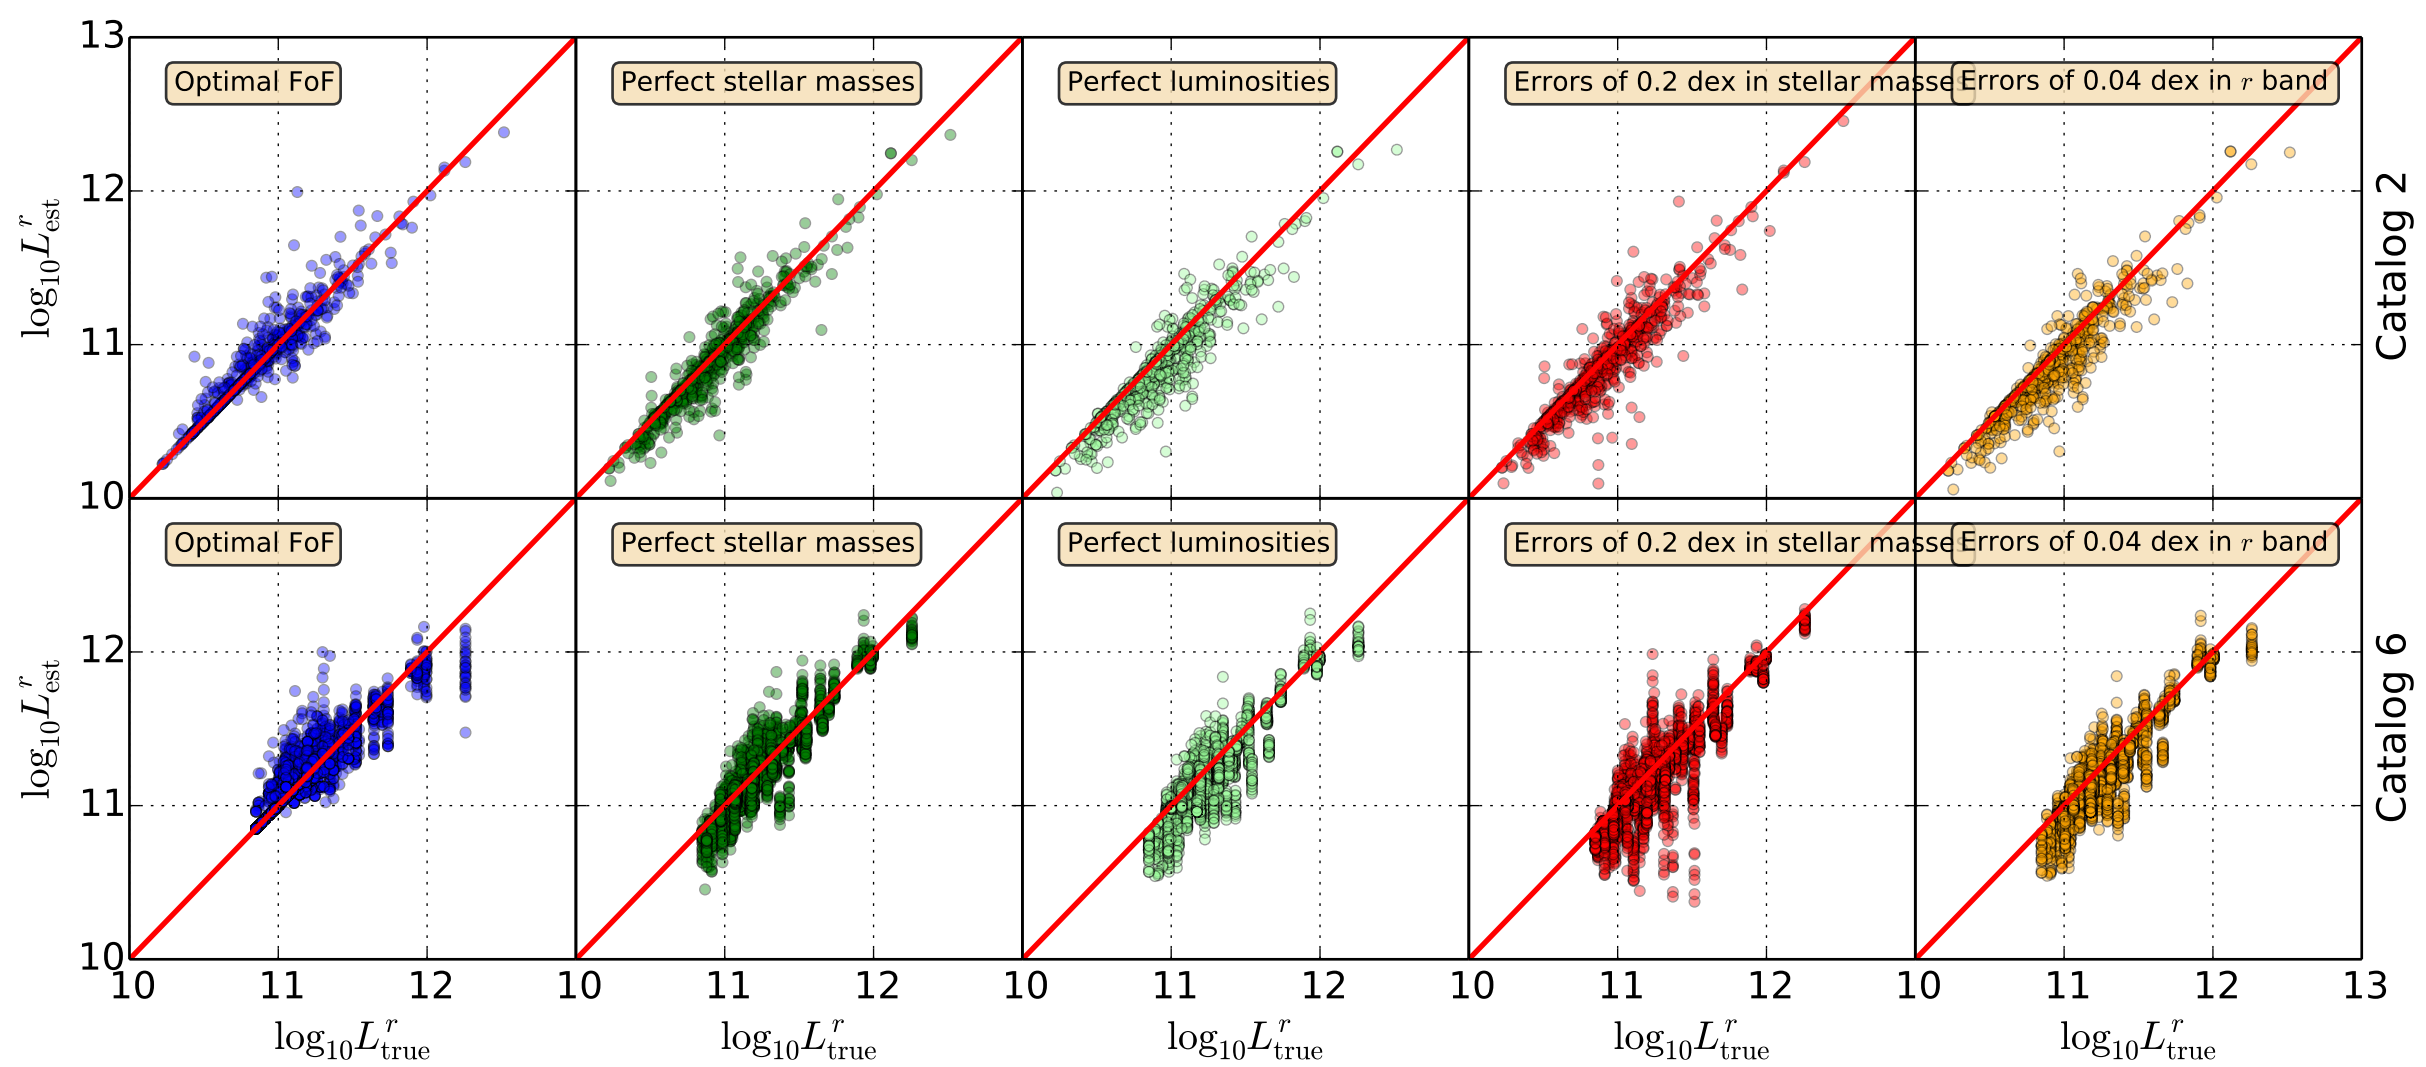 13
Optimal FoF
Perfect stellar masses
Perfect luminosities
Errors of 0.2 dex in stellar masses
Errors of 0.04 dex in r band
12
11
10
log₁₀Lʳest
Catalog 2
Optimal FoF
Perfect stellar masses
Perfect luminosities
Errors of 0.2 dex in stellar masses
Errors of 0.04 dex in r band
12
11
10
log₁₀Lʳest
Catalog 6
10 11 12 10 11 12 10 11 12 10 11 12 10 11 12 13
log₁₀Lʳtrue log₁₀Lʳtrue log₁₀Lʳtrue log₁₀Lʳtrue log₁₀Lʳtrue